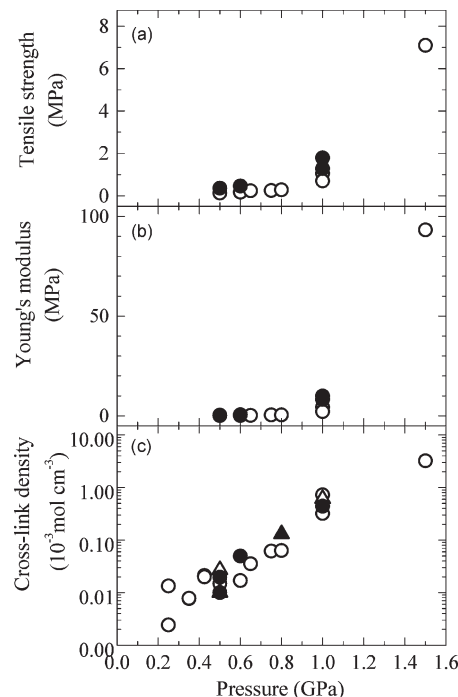 (a)
Tensile strength
(MPa)
8
6
4
2
0
(b)
Young's modulus
(MPa)
100
50
0
(c)
Cross-link density
(10⁻³mol cm⁻³)
10.00
1.00
0.10
0.01
0.00
0.0 0.2 0.4 0.6 0.8 1.0 1.2 1.4 1.6
Pressure (GPa)